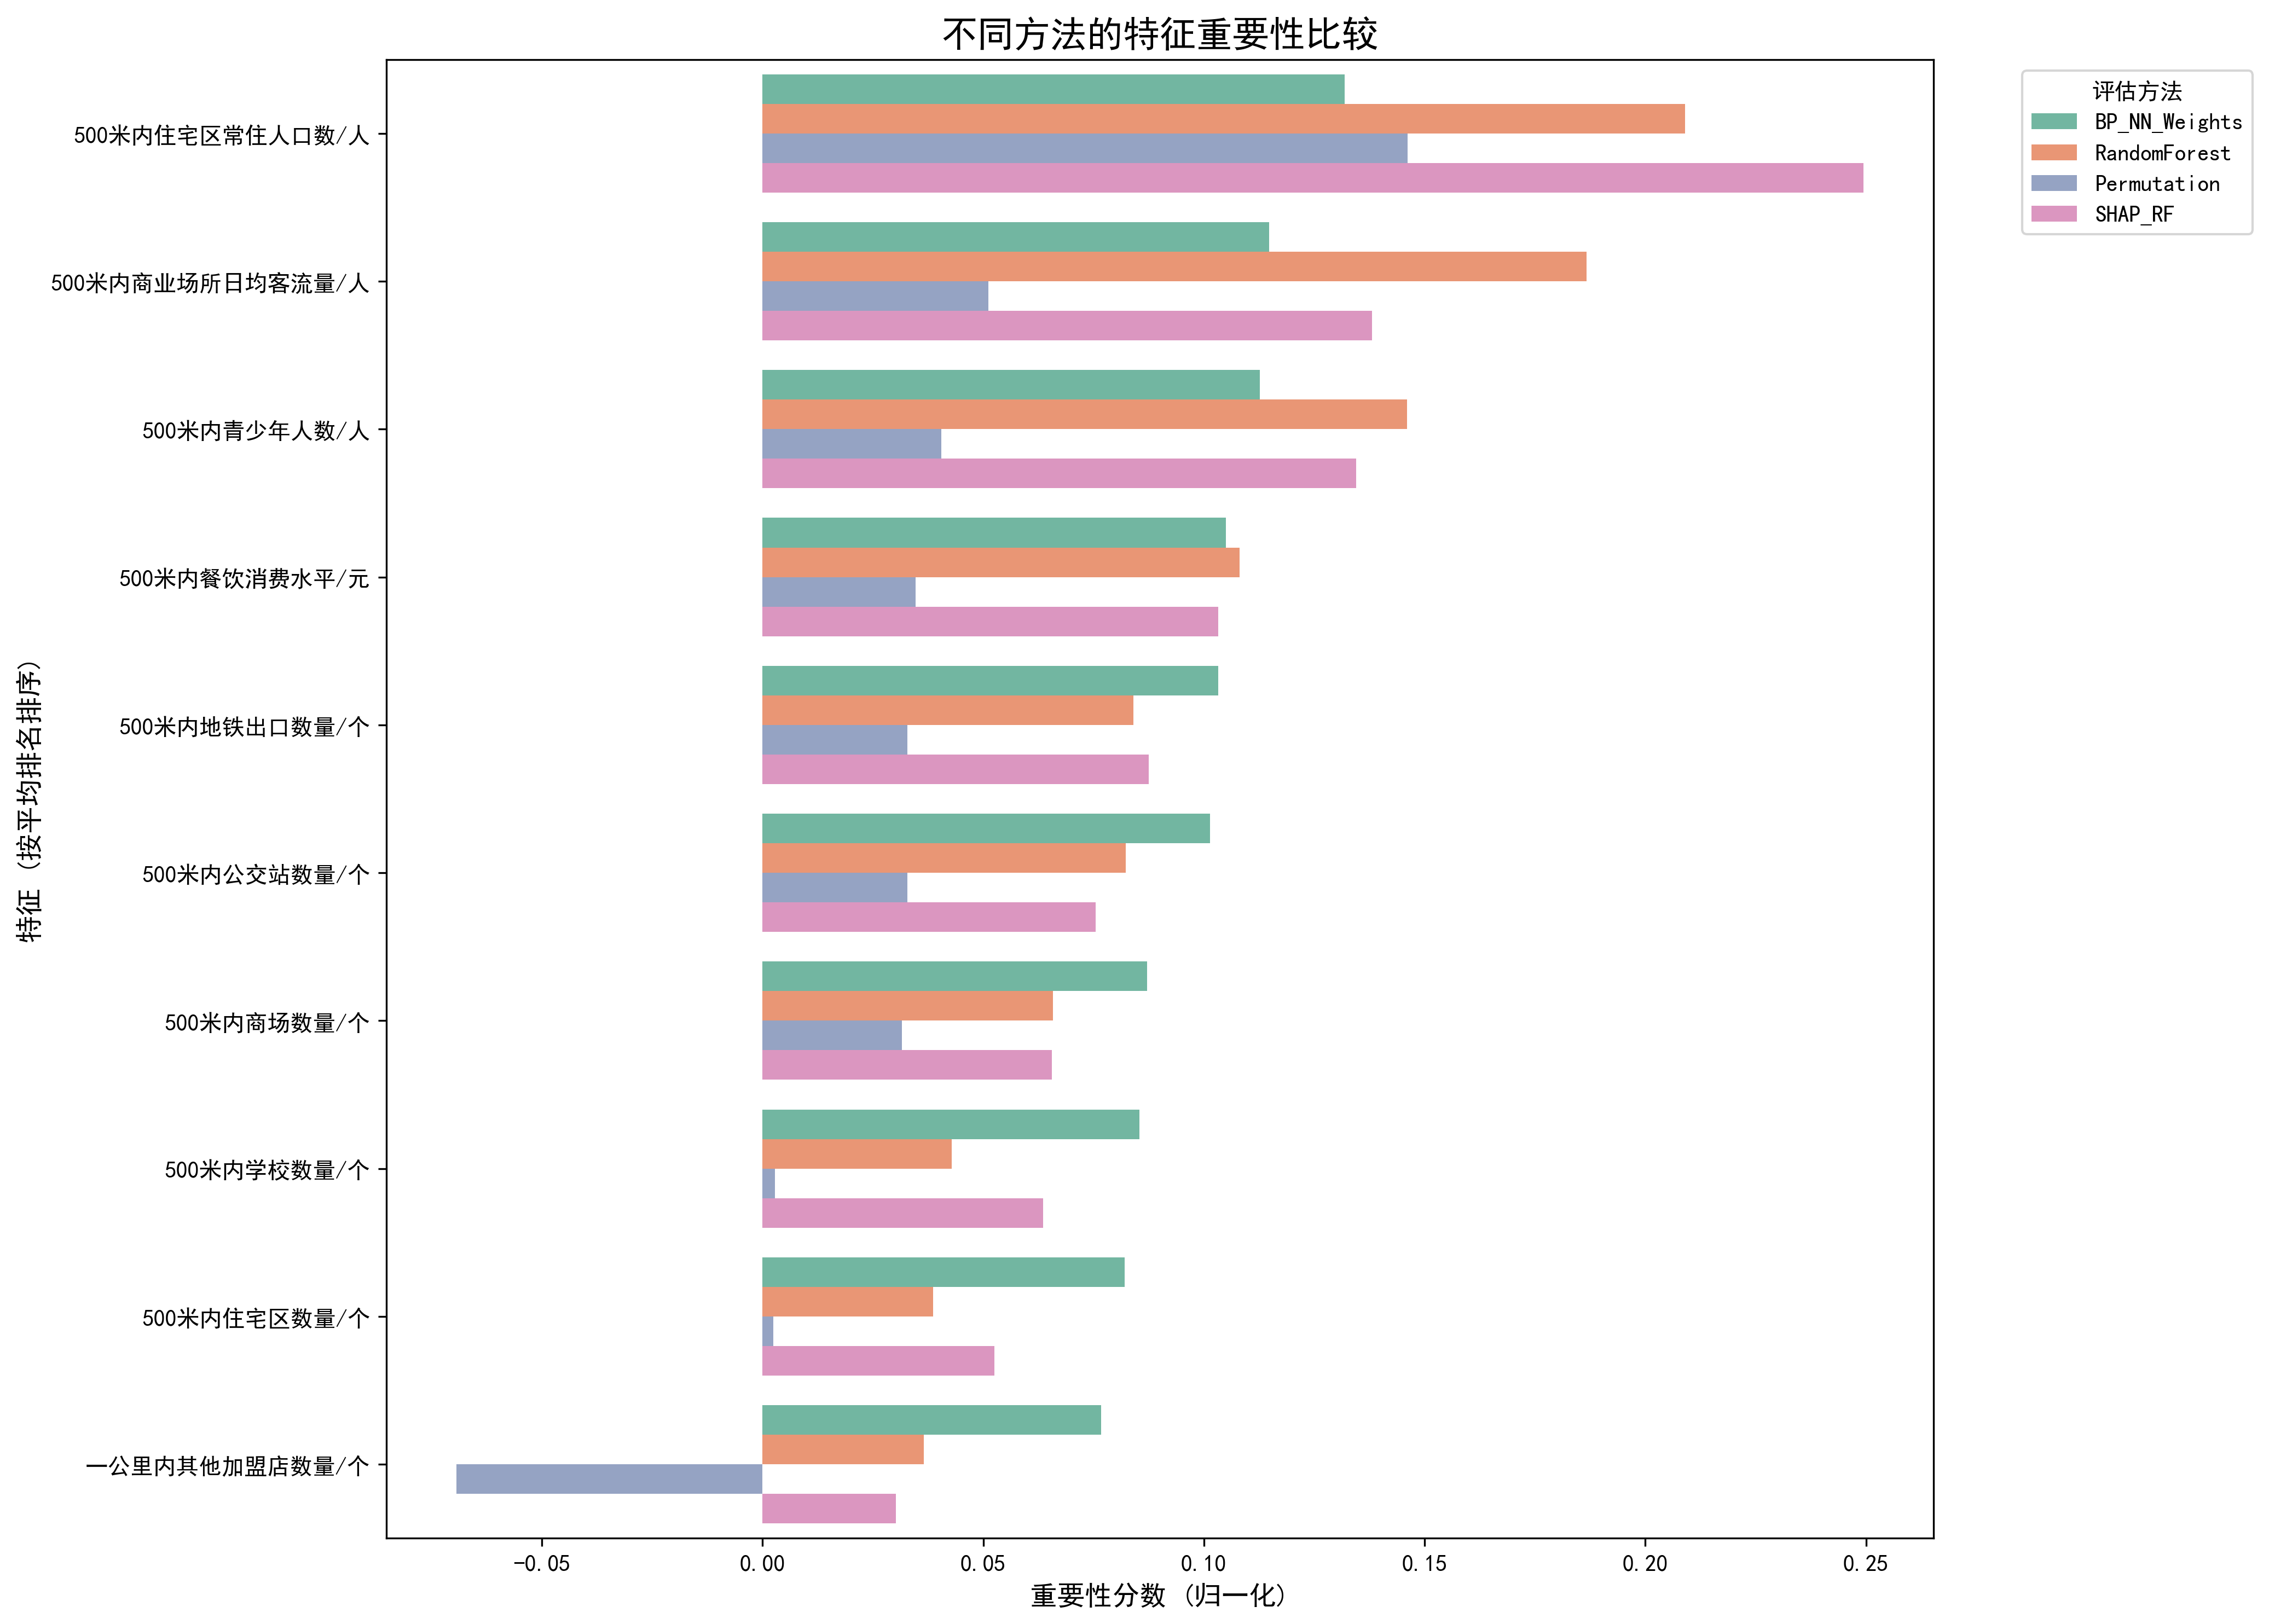 不同方法的特征重要性比较
评估方法
BP_NN_Weights
RandomForest
Permutation
SHAP_RF
特征 (按平均排名排序)
500米内住宅区常住人口数/人
500米内商业场所日均客流量/人
500米内青少年人数/人
500米内餐饮消费水平/元
500米内地铁出口数量/个
500米内公交站数量/个
500米内商场数量/个
500米内学校数量/个
500米内住宅区数量/个
一公里内其他加盟店数量/个
−0.05 0.00 0.05 0.10 0.15 0.20 0.25
重要性分数 (归一化)